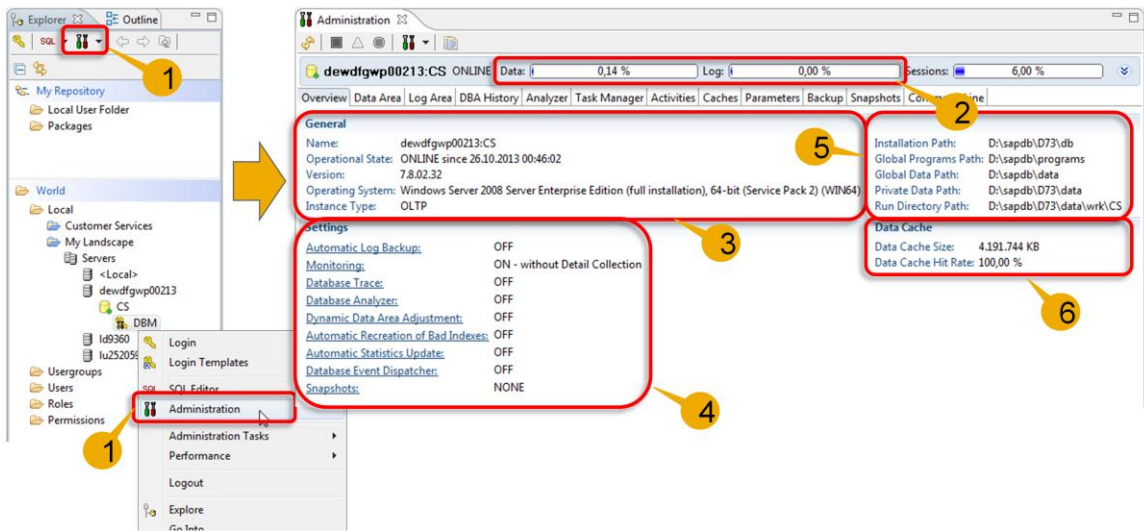 Explorer Outline
SQL
1
My Repository
Local User Folder
Packages
World
Local
Customer Services
My Landscape
Servers
<Local>
dewdfgwp00213
CS
DBM
ld9360
lu252059
Usergroups
Users
Roles
Permissions
Login
Login Templates
SQL SQL Editor
Administration
1
Administration Tasks
Performance
Logout
Explore
Go Into
Administration
dewdfgwp00213:CS ONLINE Data: 0,14 % Log: 0,00 % Sessions: 6,00 %
2
Overview Data Area Log Area DBA History Analyzer Task Manager Activities Caches Parameters Backup Snapshots
General
Name: dewdfgwp00213:CS
Operational State: ONLINE since 26.10.2013 00:46:02
Version: 7.8.02.32
Operating System: Windows Server 2008 Server Enterprise Edition (full installation), 64-bit (Service Pack 2) (WIN64)
Instance Type: OLTP
3
5
Installation Path: D:\sapdb\D73\db
Global Programs Path: D:\sapdb\programs
Global Data Path: D:\sapdb\data
Private Data Path: D:\sapdb\D73\data
Run Directory Path: D:\sapdb\D73\data\wrk\CS
Settings
Automatic Log Backup: OFF
Monitoring: ON - without Detail Collection
Database Trace: OFF
Database Analyzer: OFF
Dynamic Data Area Adjustment: OFF
Automatic Recreation of Bad Indexes: OFF
Automatic Statistics Update: OFF
Database Event Dispatcher: OFF
Snapshots: NONE
4
Data Cache
Data Cache Size: 4.191.744 KB
Data Cache Hit Rate: 100,00 %
6